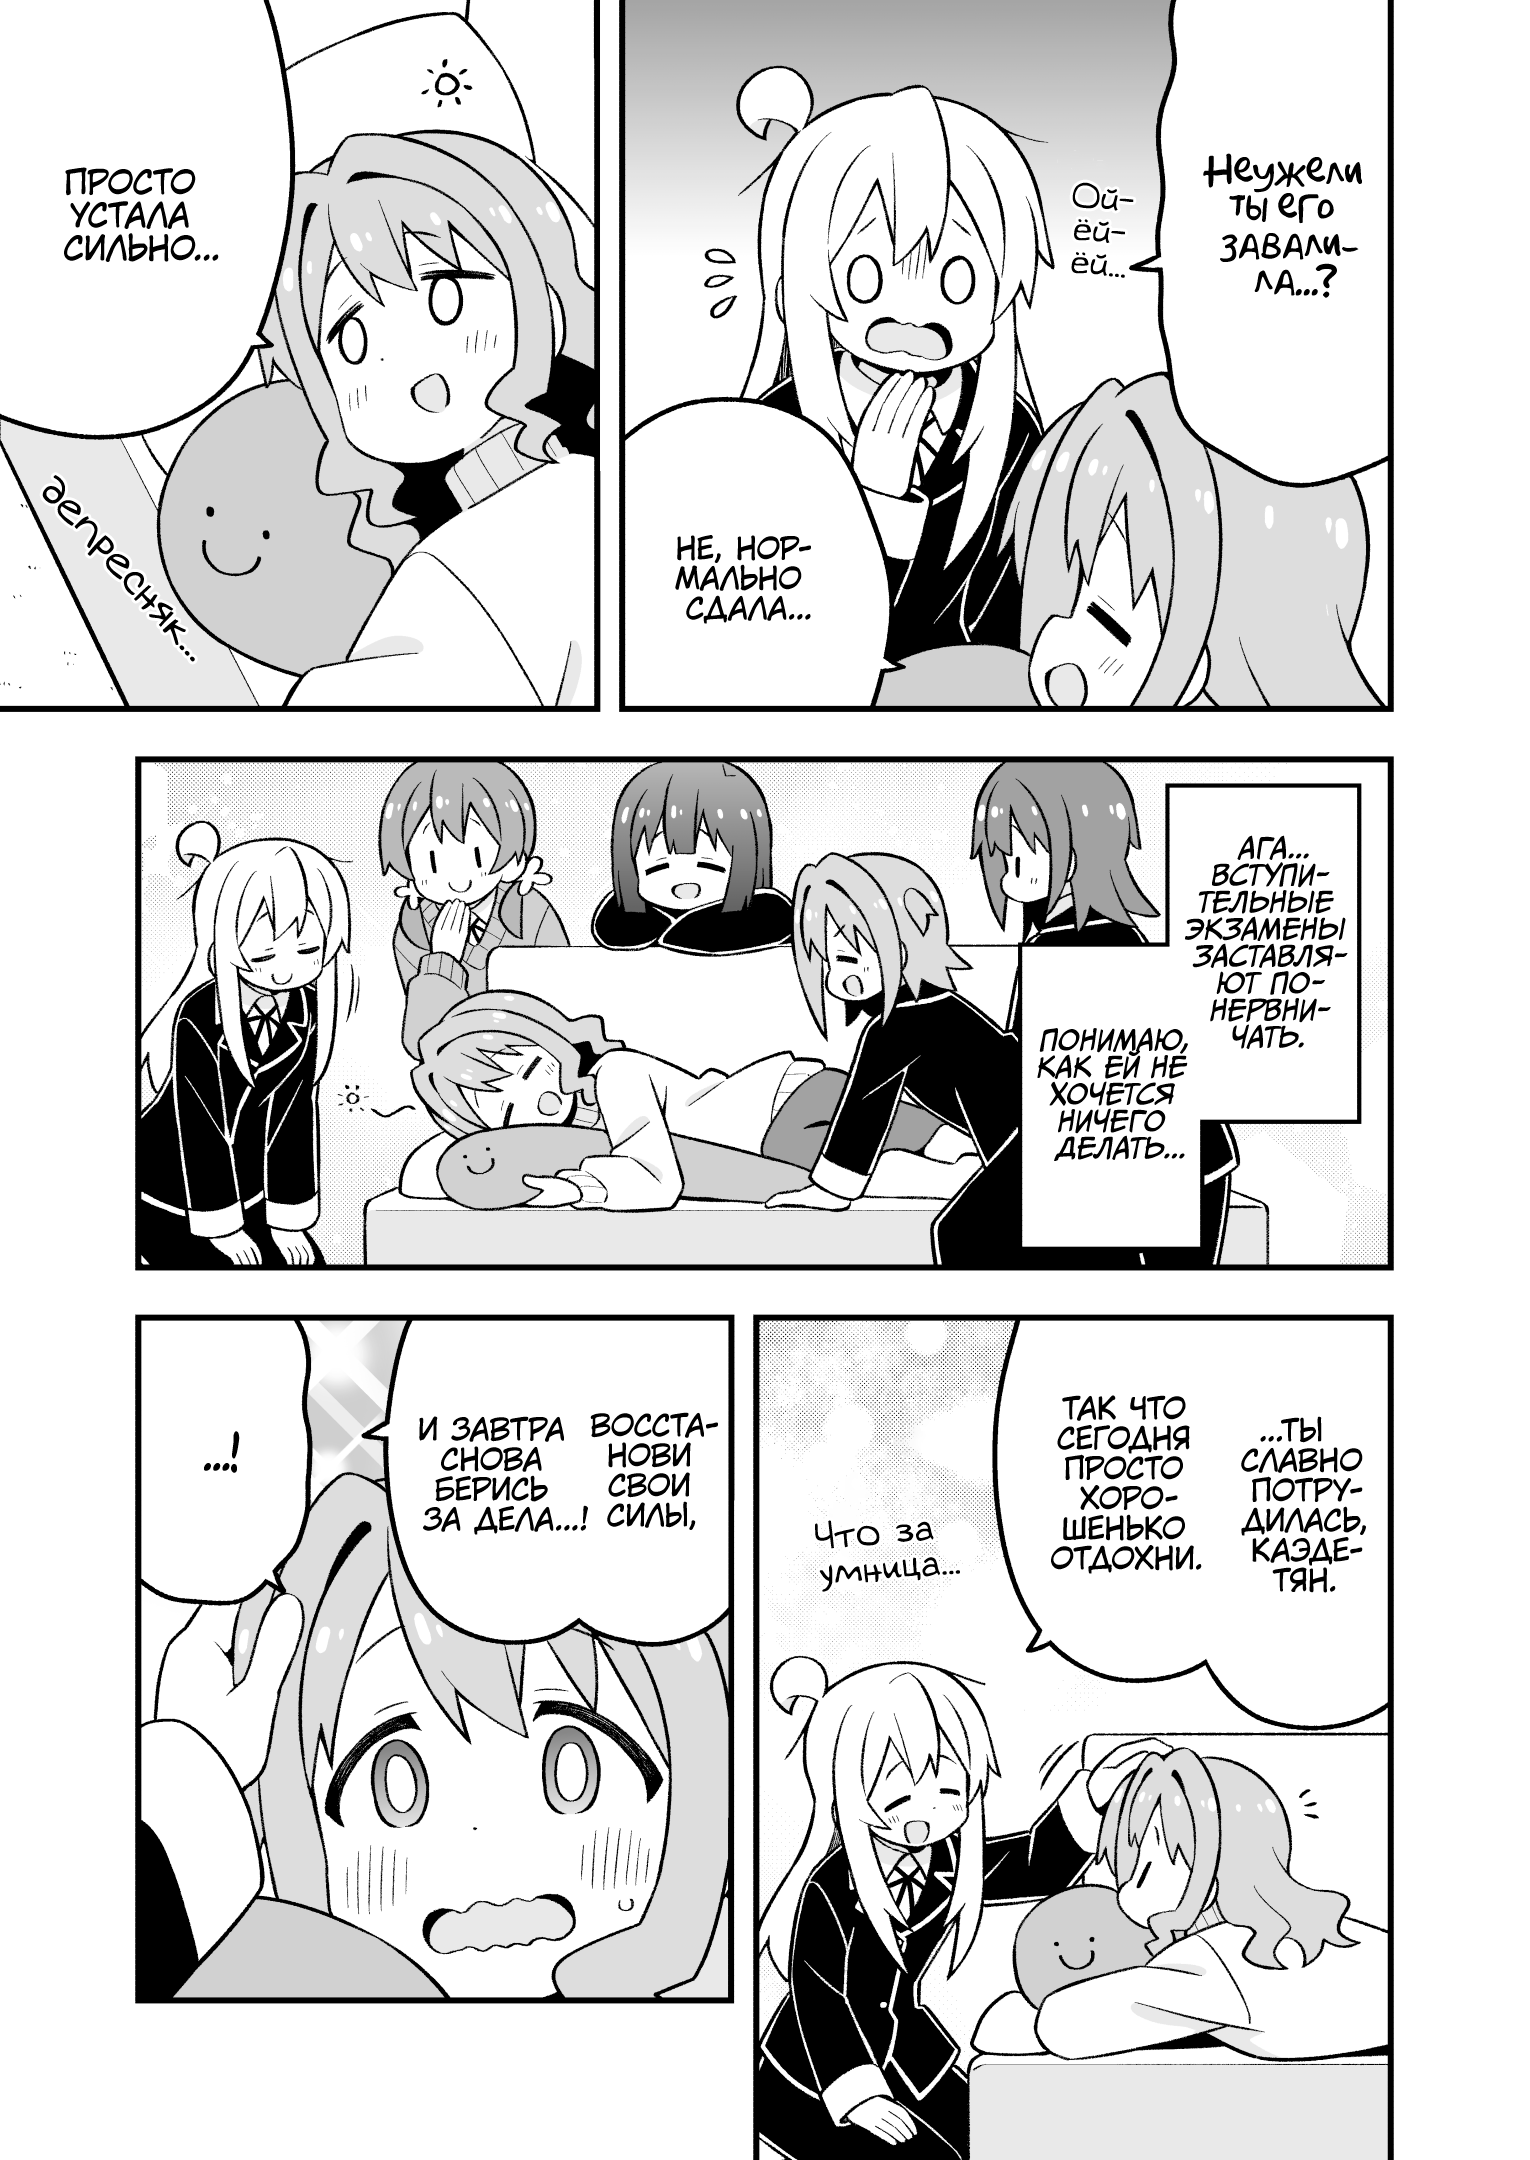 Неужели
ты его
завали-
ла...?
Ой-
ёй-
ёй...
НЕ, НОР-
МАЛЬНО
СДАЛА...
ПРОСТО
УСТАЛА
СИЛЬНО...
депресняк...
АГА...
ВСТУПИ-
ТЕЛЬНЫЕ
ЭКЗАМЕНЫ
ЗАСТАВЛЯ-
ЮТ ПО-
НЕРВНИ-
ЧАТЬ.
ПОНИМАЮ,
КАК ЕЙ НЕ
ХОЧЕТСЯ
НИЧЕГО
ДЕЛАТЬ...
...ТЫ
СЛАВНО
ПОТРУ-
ДИЛАСЬ,
КАЭДЕ-
ТЯН.
ТАК ЧТО
СЕГОДНЯ
ПРОСТО
ХОРО-
ШЕНЬКО
ОТДОХНИ.
Что за
умница...
ВОССТА-
НОВИ
СВОИ
СИЛЫ,
И ЗАВТРА
СНОВА
БЕРИСЬ
ЗА ДЕЛА...!
...!